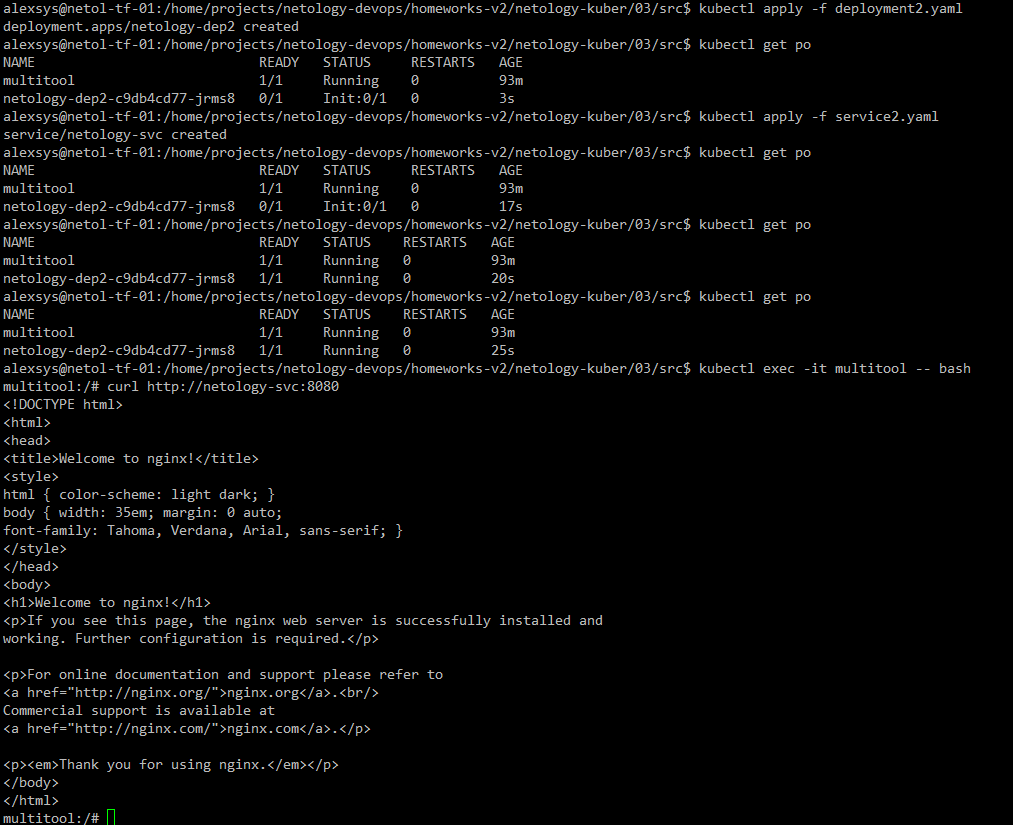 alexsys@netol-tf-01:/home/projects/netology-devops/homeworks-v2/netology-kuber/03/src$ kubectl apply -f deployment2.yaml
deployment.apps/netology-dep2 created
alexsys@netol-tf-01:/home/projects/netology-devops/homeworks-v2/netology-kuber/03/src$ kubectl get po
NAME                            READY   STATUS     RESTARTS   AGE
multitool                       1/1     Running    0          93m
netology-dep2-c9db4cd77-jrms8   0/1     Init:0/1   0          3s
alexsys@netol-tf-01:/home/projects/netology-devops/homeworks-v2/netology-kuber/03/src$ kubectl apply -f service2.yaml
service/netology-svc created
alexsys@netol-tf-01:/home/projects/netology-devops/homeworks-v2/netology-kuber/03/src$ kubectl get po
NAME                            READY   STATUS     RESTARTS   AGE
multitool                       1/1     Running    0          93m
netology-dep2-c9db4cd77-jrms8   0/1     Init:0/1   0          17s
alexsys@netol-tf-01:/home/projects/netology-devops/homeworks-v2/netology-kuber/03/src$ kubectl get po
NAME                            READY   STATUS    RESTARTS   AGE
multitool                       1/1     Running   0          93m
netology-dep2-c9db4cd77-jrms8   1/1     Running   0          20s
alexsys@netol-tf-01:/home/projects/netology-devops/homeworks-v2/netology-kuber/03/src$ kubectl get po
NAME                            READY   STATUS    RESTARTS   AGE
multitool                       1/1     Running   0          93m
netology-dep2-c9db4cd77-jrms8   1/1     Running   0          25s
alexsys@netol-tf-01:/home/projects/netology-devops/homeworks-v2/netology-kuber/03/src$ kubectl exec -it multitool -- bash
multitool:/# curl http://netology-svc:8080
<!DOCTYPE html>
<html>
<head>
<title>Welcome to nginx!</title>
<style>
html { color-scheme: light dark; }
body { width: 35em; margin: 0 auto;
font-family: Tahoma, Verdana, Arial, sans-serif; }
</style>
</head>
<body>
<h1>Welcome to nginx!</h1>
<p>If you see this page, the nginx web server is successfully installed and
working. Further configuration is required.</p>

<p>For online documentation and support please refer to
<a href="http://nginx.org/">nginx.org</a>.<br/>
Commercial support is available at
<a href="http://nginx.com/">nginx.com</a>.</p>

<p><em>Thank you for using nginx.</em></p>
</body>
</html>
multitool:/#